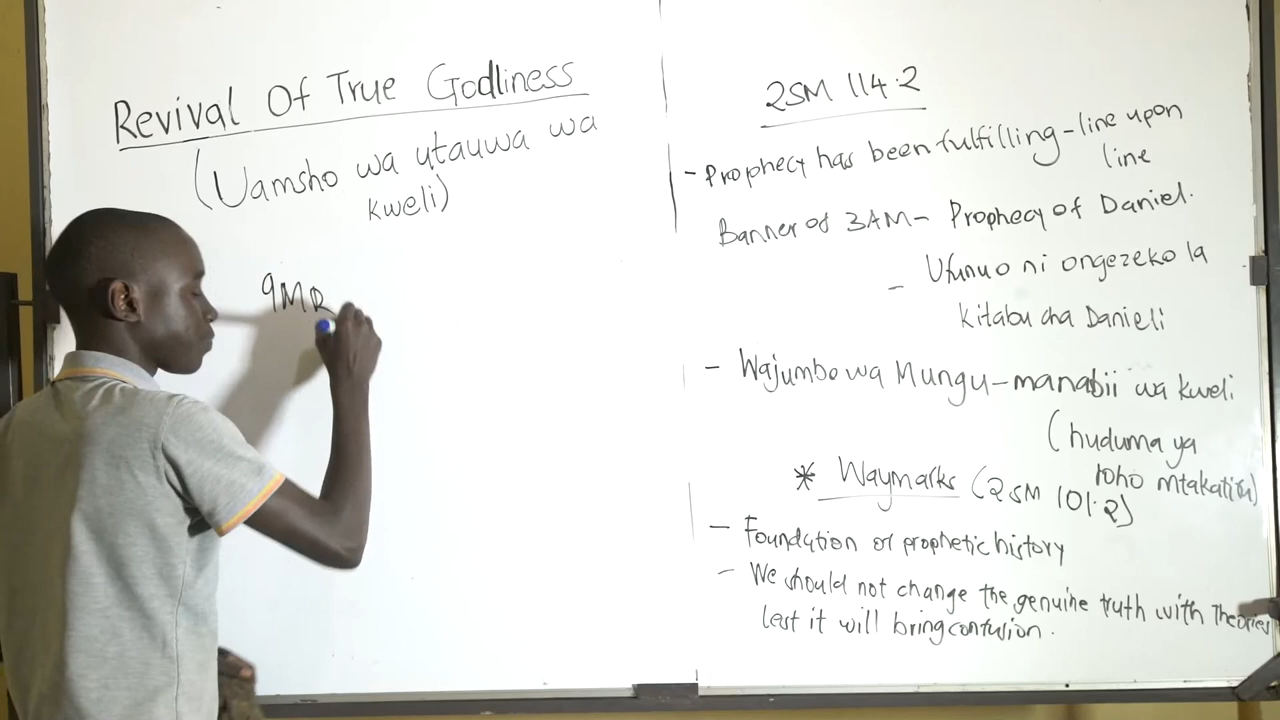 Revival Of True Godliness
(Uamsho wa utauwa wa
kweli)
9MR
2SM 114.2
- Prophecy has been fulfilling-line upon
line
Banner of 3AM- Prophecy of Daniel.
- Ufunuo ni ongezeko la
kitabu cha Danieli
- Wajumbe wa Mungu-manabii wa kweli
(huduma ya
roho mtakatifu)
* Waymarks (2SM 101.2)
- Foundation of prophetic history
- We should not change the genuine truth with theories
lest it will bring confusion.